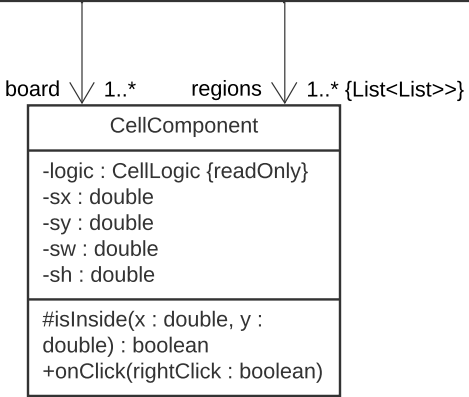 board 1..* regions 1..* {List<List>>}
CellComponent
-logic : CellLogic {readOnly}
-sx : double
-sy : double
-sw : double
-sh : double
#isInside(x : double, y :
double) : boolean
+onClick(rightClick : boolean)